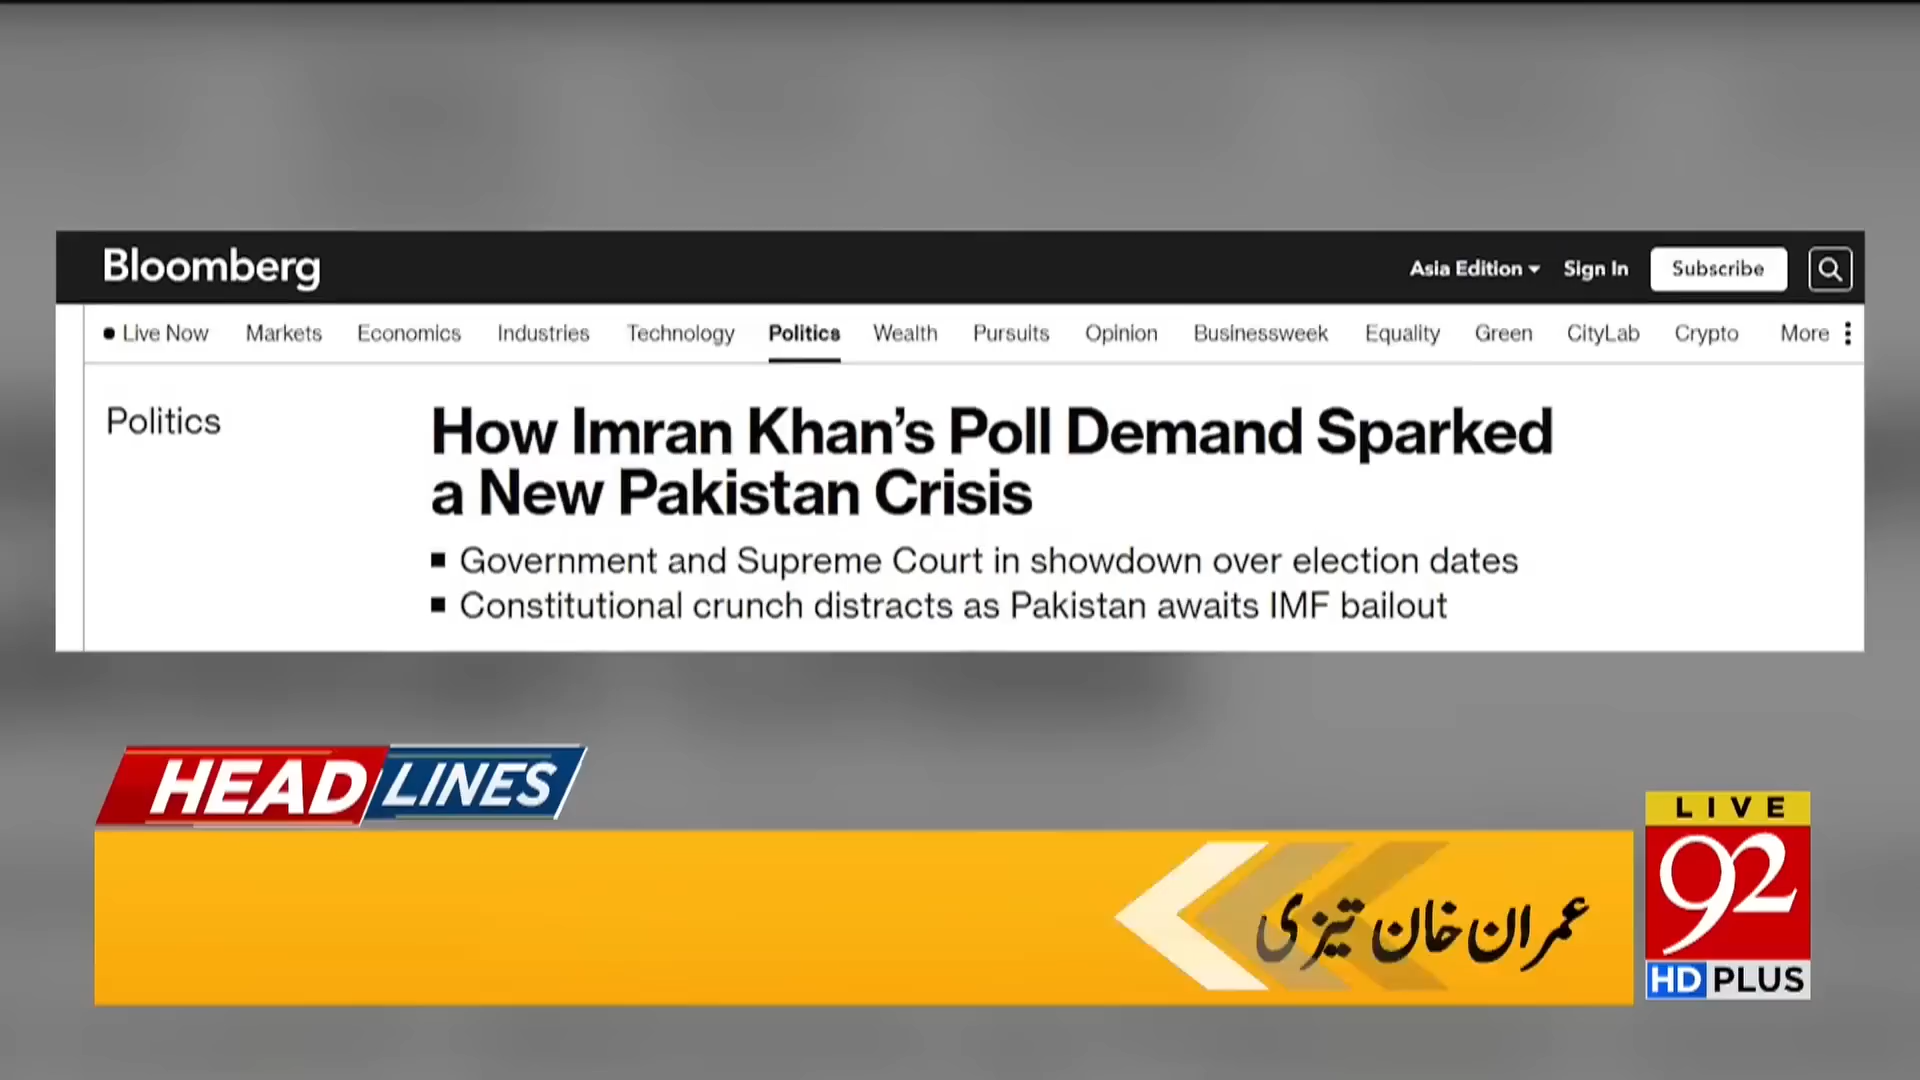 Bloomberg
Asia Edition Sign In Subscribe
Live Now Markets Economics Industries Technology Politics Wealth Pursuits Opinion Businessweek Equality Green CityLab Crypto More
Politics
How Imran Khan’s Poll Demand Sparked
a New Pakistan Crisis
■ Government and Supreme Court in showdown over election dates
■ Constitutional crunch distracts as Pakistan awaits IMF bailout
HEADLINES
عمران خان تیزی
LIVE
92
HD PLUS